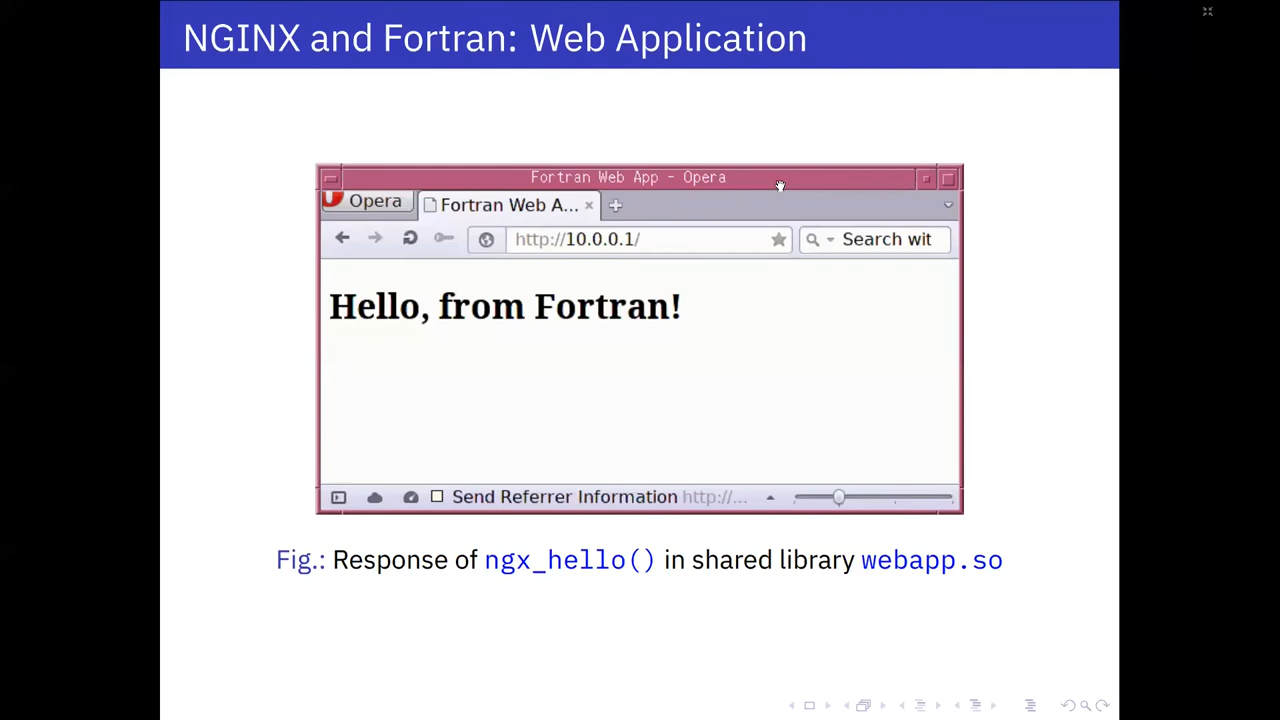 NGINX and Fortran: Web Application
Fortran Web App - Opera
Opera
Fortran Web A...
http://10.0.0.1/
Search wit
Hello, from Fortran!
Send Referrer Information http://...
Fig.: Response of ngx_hello() in shared library webapp.so